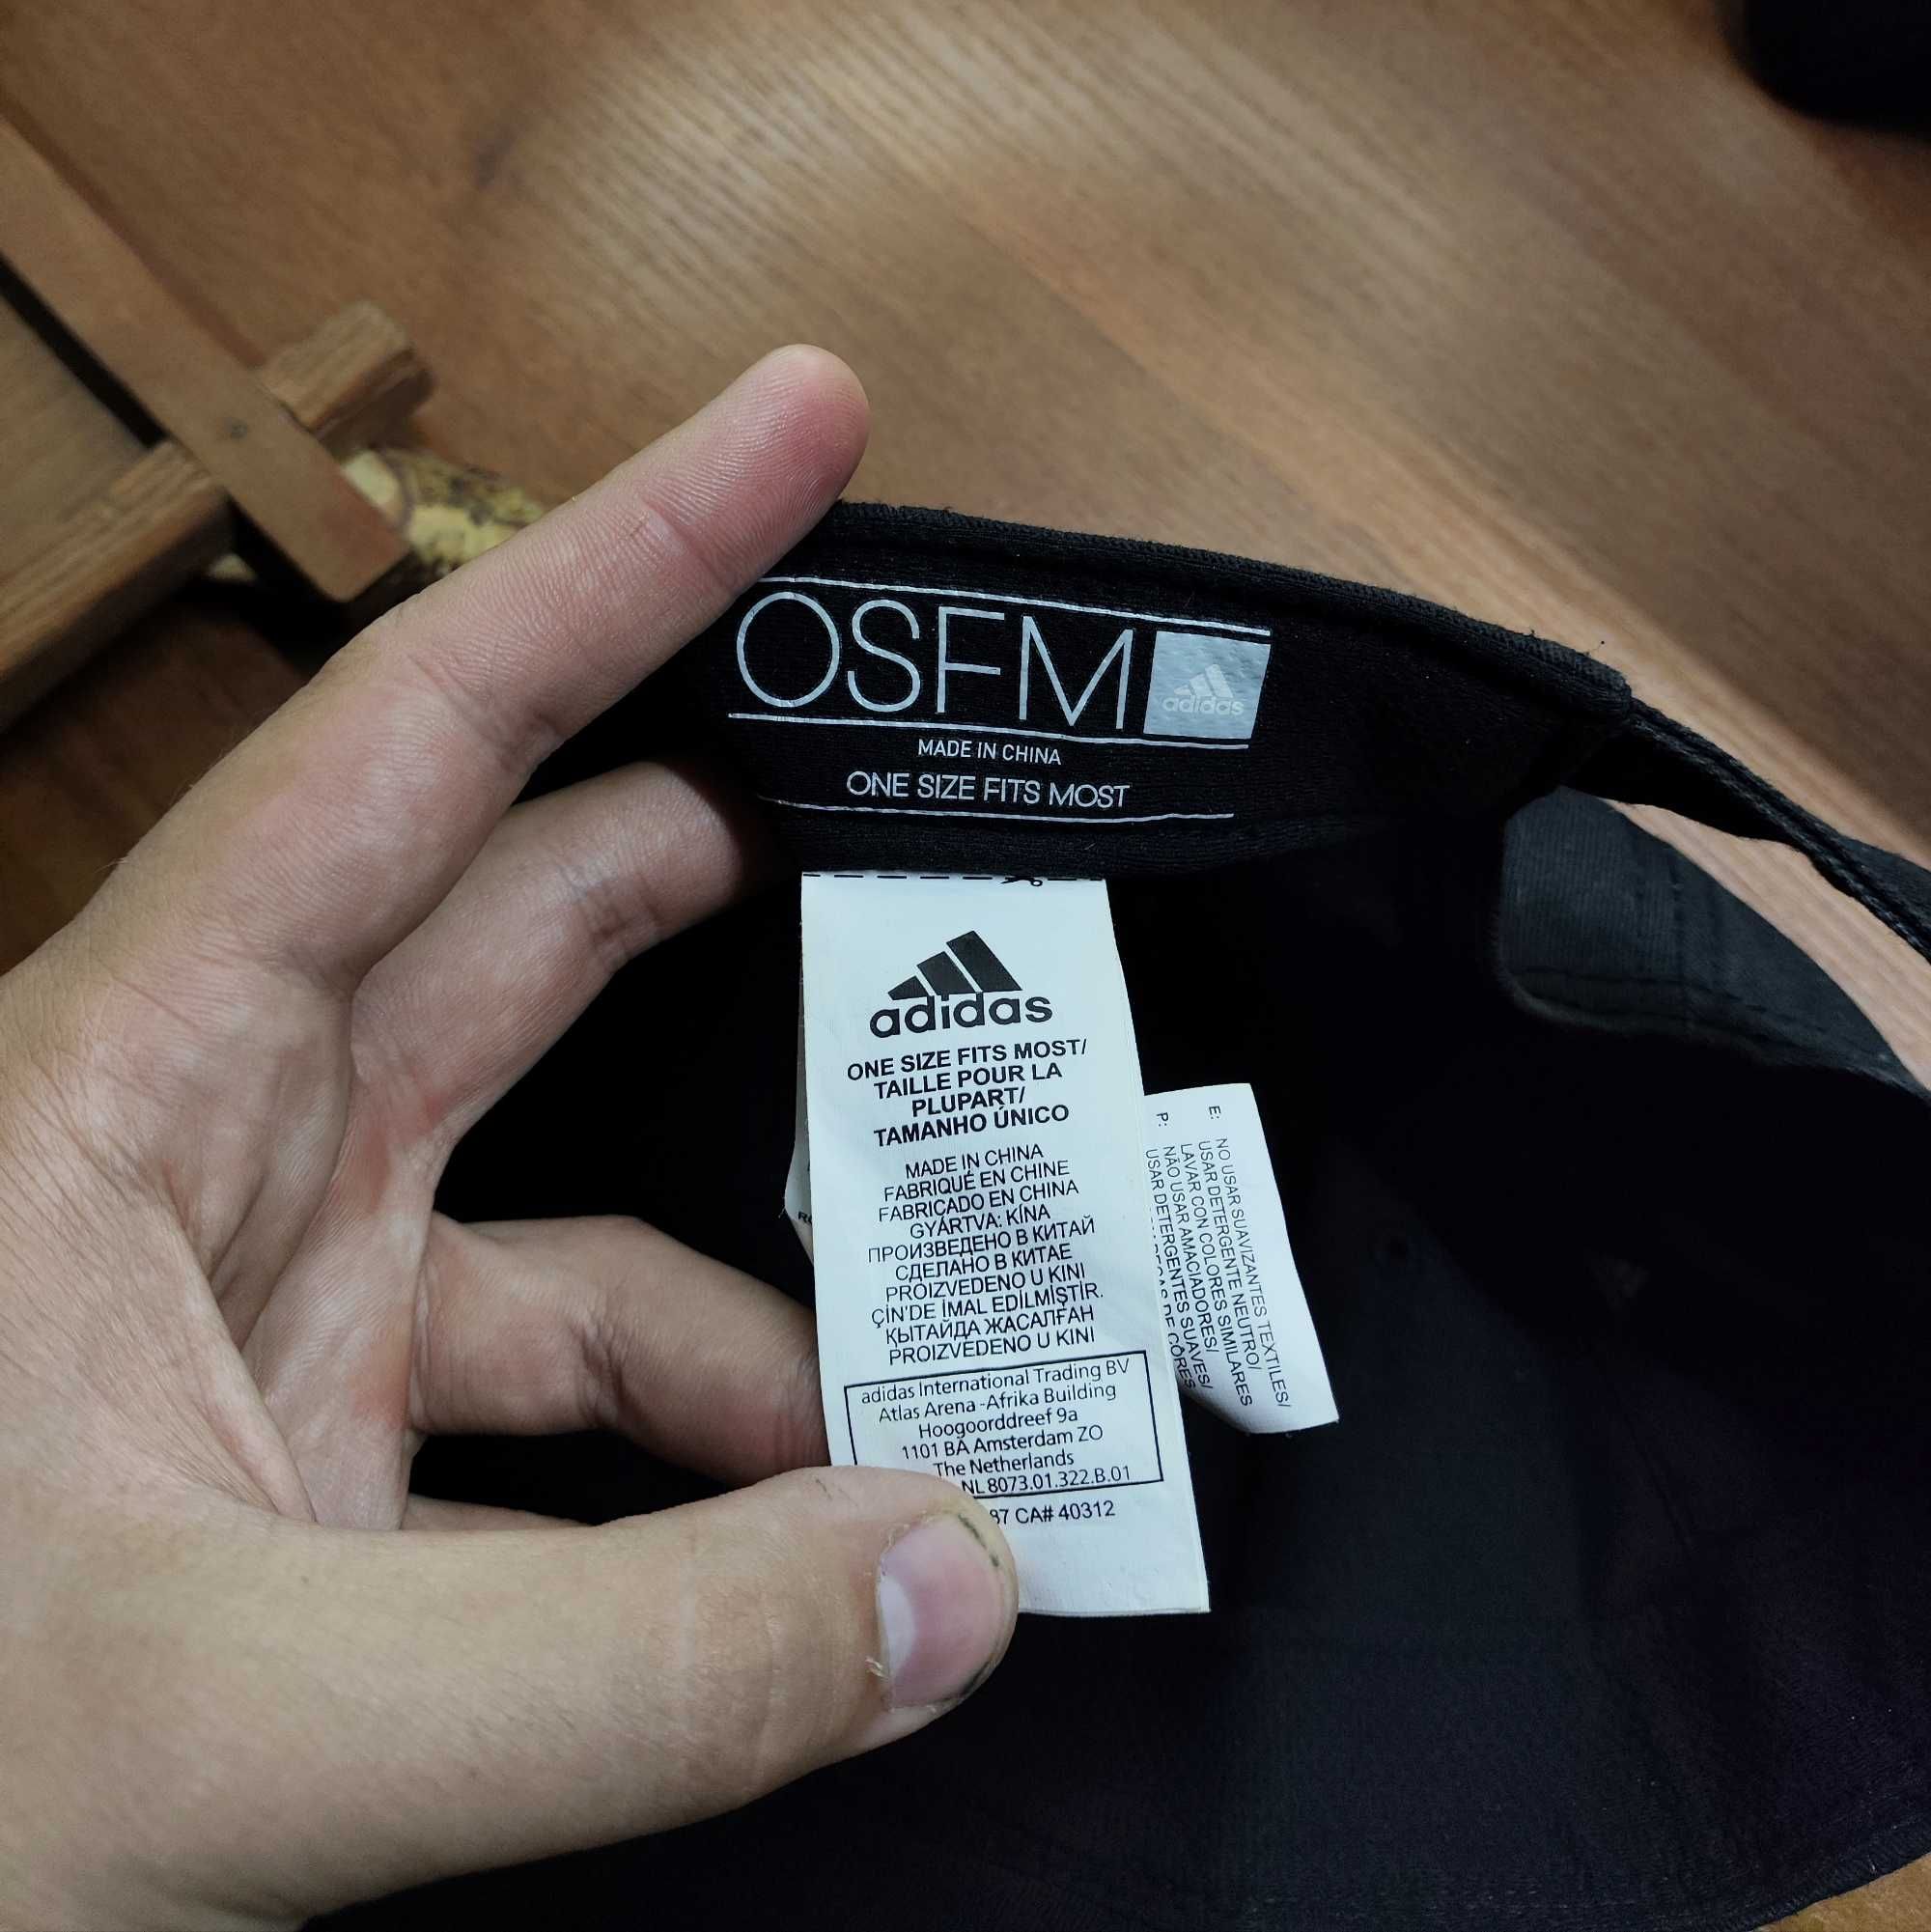 OSFM
adidas
MADE IN CHINA
ONE SIZE FITS MOST
adidas
ONE SIZE FITS MOST/
TAILLE POUR LA
PLUPART/
TAMANHO ÚNICO
MADE IN CHINA
FABRIQUÉ EN CHINE
FABRICADO EN CHINA
GYÁRTVA: KÍNA
ПРОИЗВЕДЕНО В КИТАЙ
СДЕЛАНО В КИТАЕ
PROIZVEDENO U KINI
ÇİN'DE İMAL EDİLMİŞTİR.
ҚЫТАЙДА ЖАСАЛҒАН
PROIZVEDENO U KINI
adidas International Trading BV
Atlas Arena -Afrika Building
Hoogoorddreef 9a
1101 BA Amsterdam ZO
The Netherlands
NL 8073.01.322.B.01
87 CA# 40312
E: NO USAR SUAVIZANTES TEXTILES/
USAR DETERGENTE NEUTRO/
LAVAR CON COLORES SIMILARES
P: NÃO USAR AMACIADORES/
USAR DETERGENTES SUAVES/
DE CÔRES